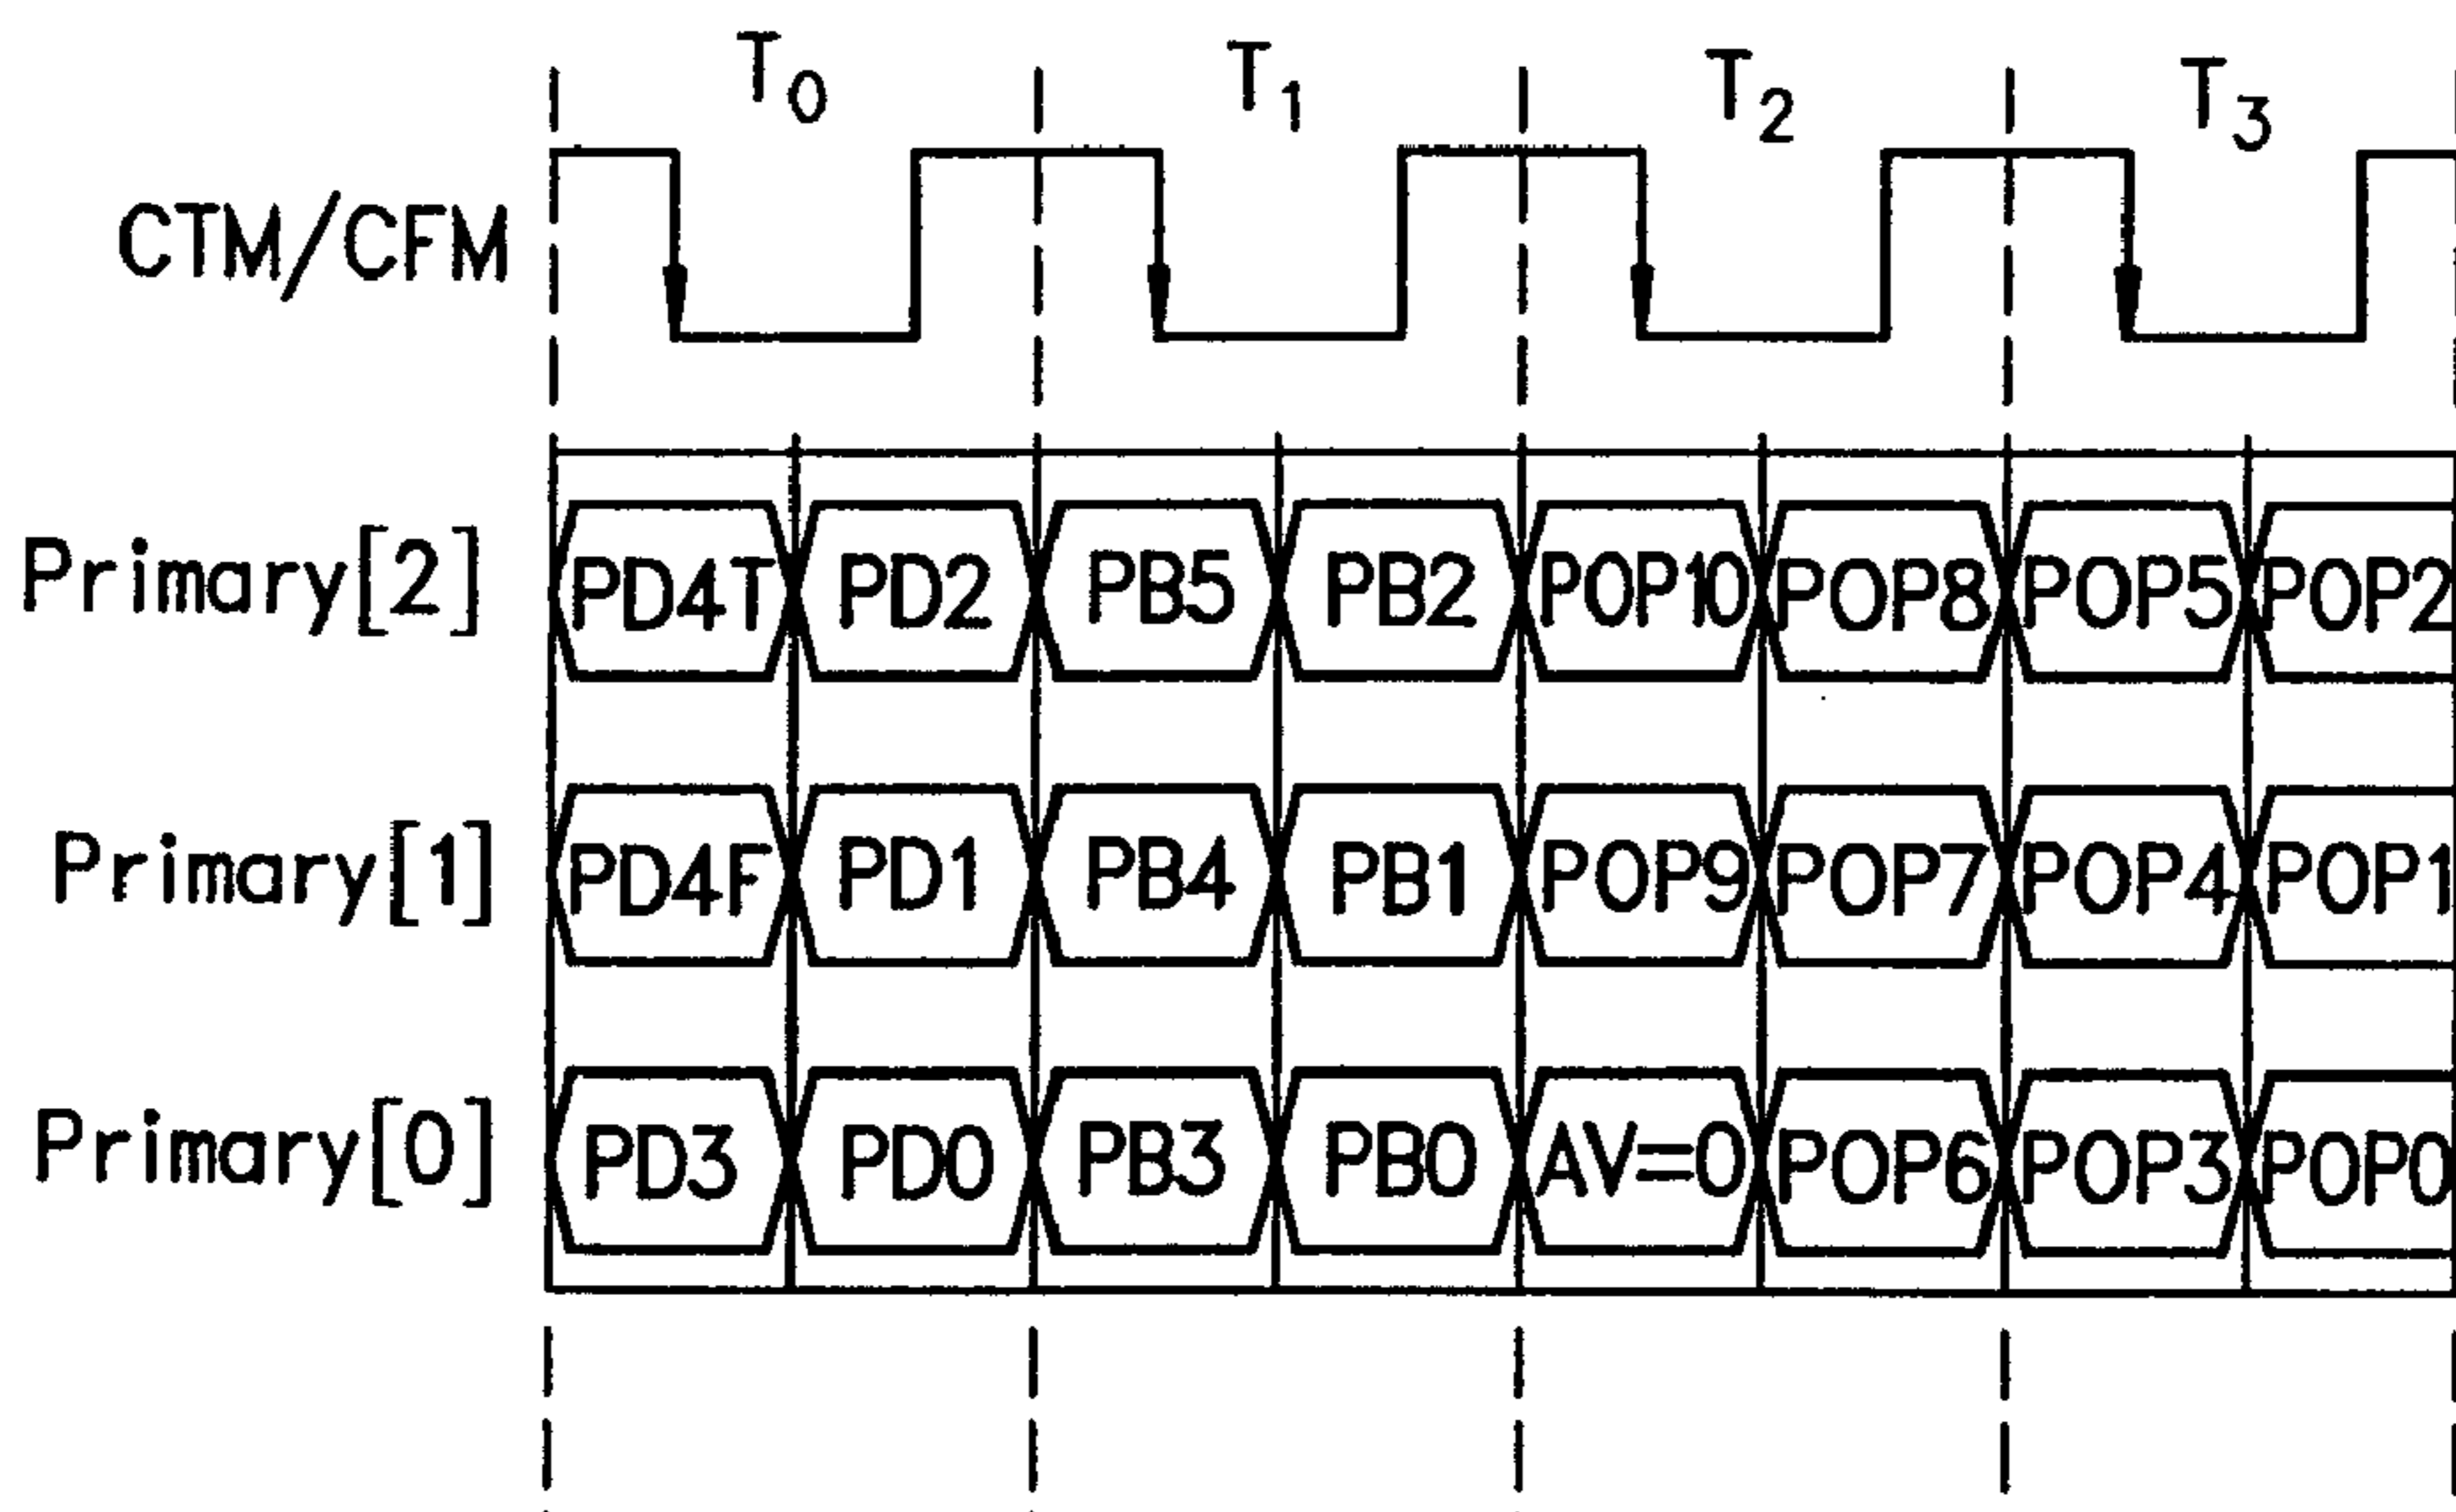 T0 T1 T2 T3
CTM/CFM
Primary[2] PD4T PD2 PB5 PB2 POP10 POP8 POP5 POP2
Primary[1] PD4F PD1 PB4 PB1 POP9 POP7 POP4 POP1
Primary[0] PD3 PD0 PB3 PB0 AV=0 POP6 POP3 POP0